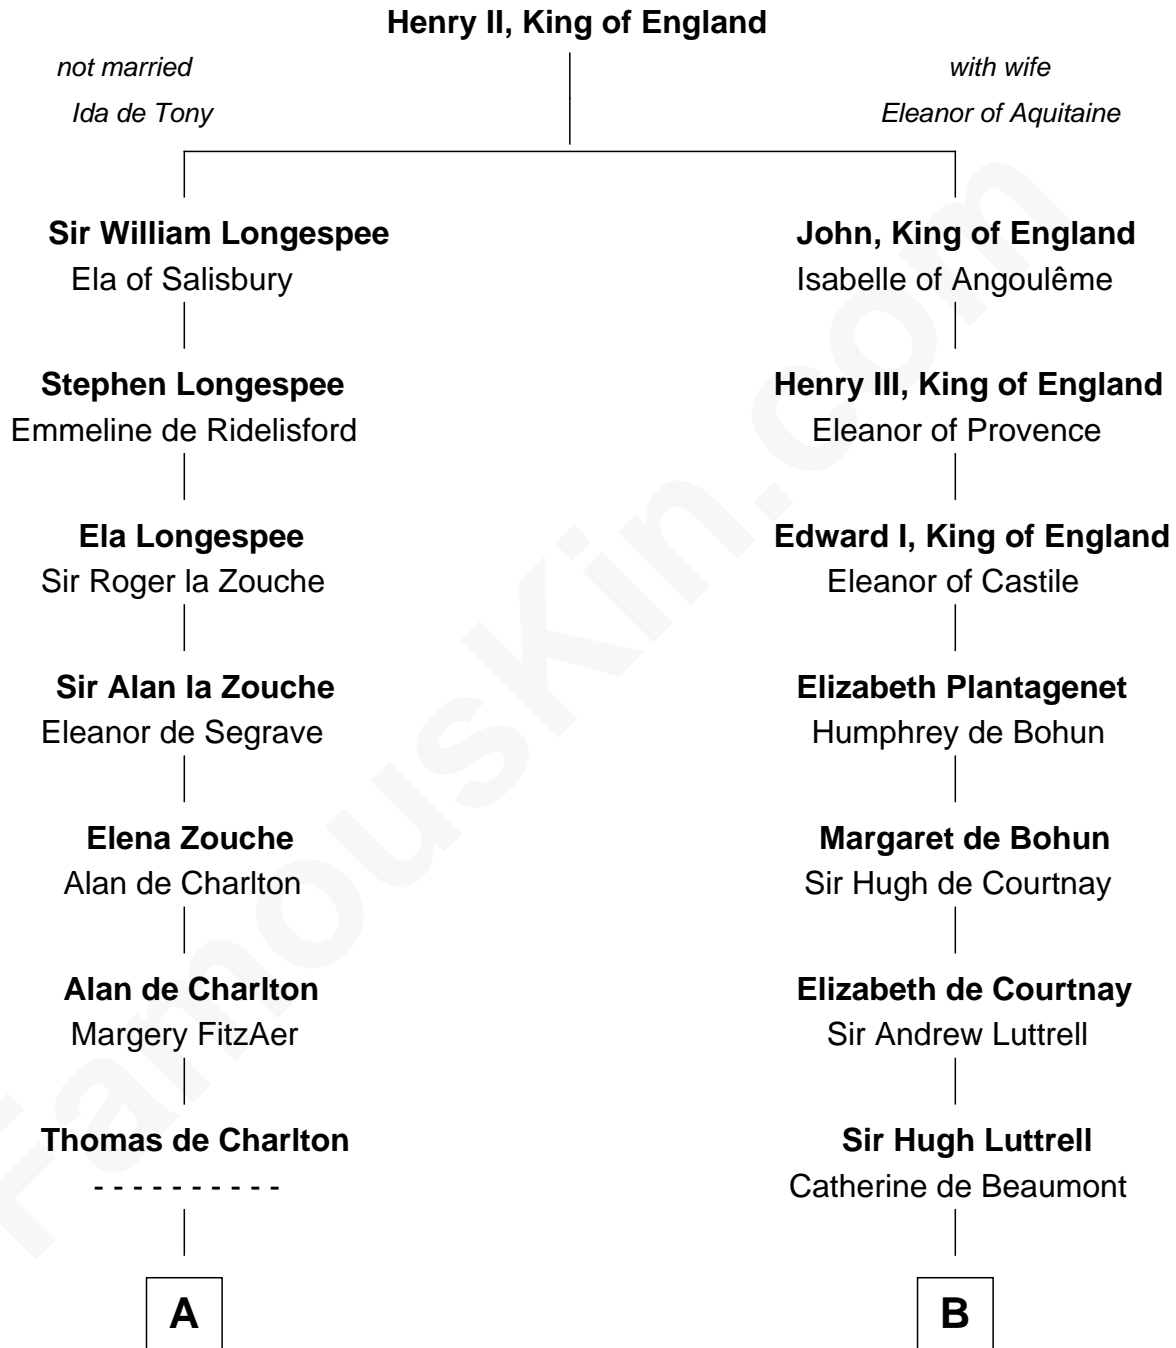 Henry II, King of England
not married
Ida de Tony
with wife
Eleanor of Aquitaine
Sir William Longespee
Ela of Salisbury
Stephen Longespee
Emmeline de Ridelisford
Ela Longespee
Sir Roger la Zouche
Sir Alan la Zouche
Eleanor de Segrave
Elena Zouche
Alan de Charlton
Alan de Charlton
Margery FitzAer
Thomas de Charlton
- - - - - - - - - -
A
John, King of England
Isabelle of Angoulême
Henry III, King of England
Eleanor of Provence
Edward I, King of England
Eleanor of Castile
Elizabeth Plantagenet
Humphrey de Bohun
Margaret de Bohun
Sir Hugh de Courtnay
Elizabeth de Courtnay
Sir Andrew Luttrell
Sir Hugh Luttrell
Catherine de Beaumont
B
FamousKin.com